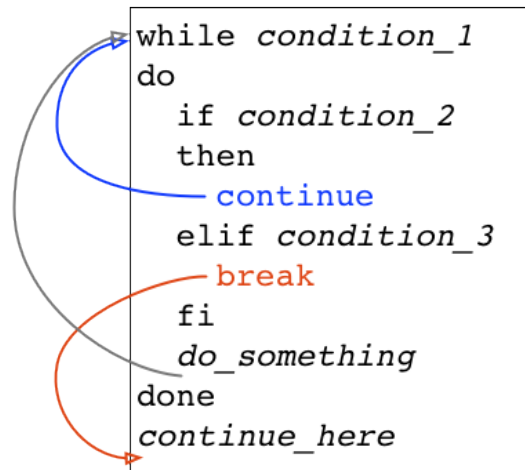 while condition_1
do
if condition_2
then
continue
elif condition_3
break
fi
do_something
done
continue_here